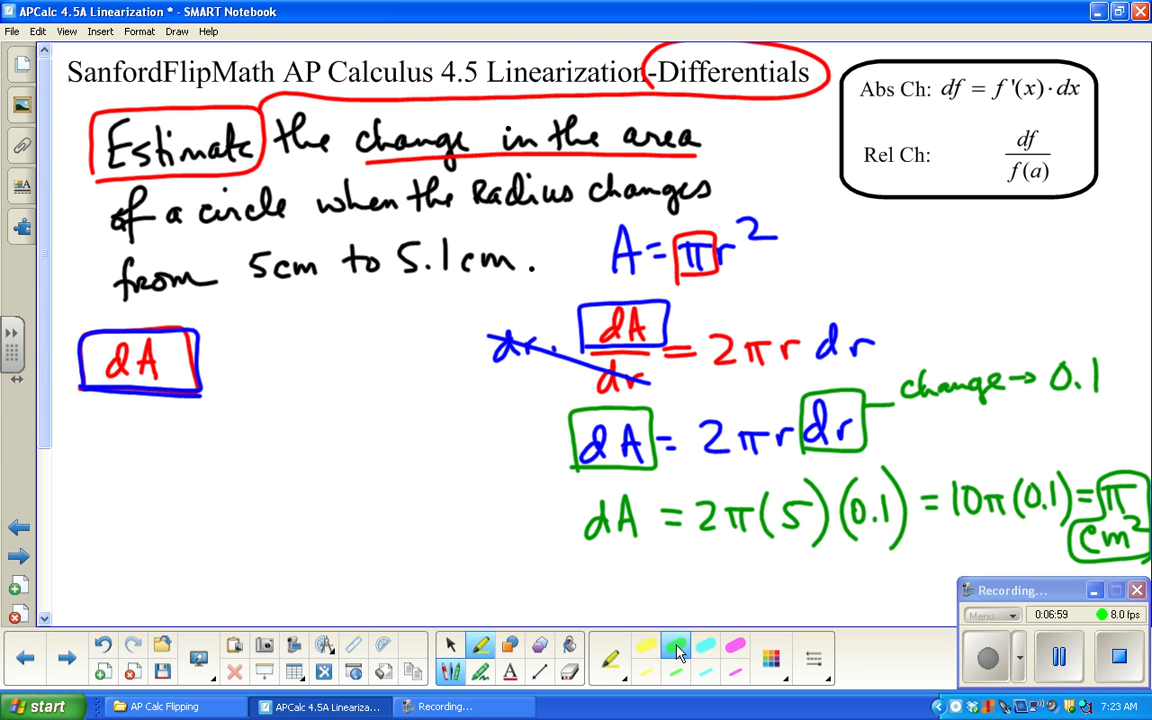 APCalc 4.5A Linearization * - SMART Notebook
File Edit View Insert Format Draw Help
SanfordFlipMath AP Calculus 4.5 Linearization-Differentials
Abs Ch: df = f '(x)·dx
Rel Ch: df / f(a)
Estimate the change in the area
of a circle when the Radius changes
from 5cm to 5.1cm.
A = πr²
dA
dr · dA/dr = 2πr dr
change → 0.1
dA = 2πr dr
dA = 2π(5)(0.1) = 10π(0.1) = π
cm²
Recording...
Menu 0:06:59 8.0 fps
start AP Calc Flipping APCalc 4.5A Lineariza... Recording... 7:23 AM